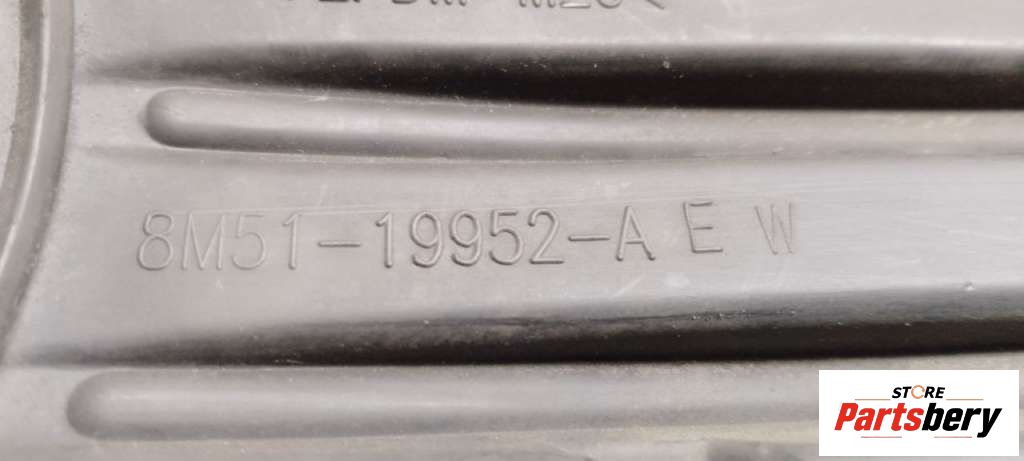 8M51-19952-A E W
STORE
Partsbery